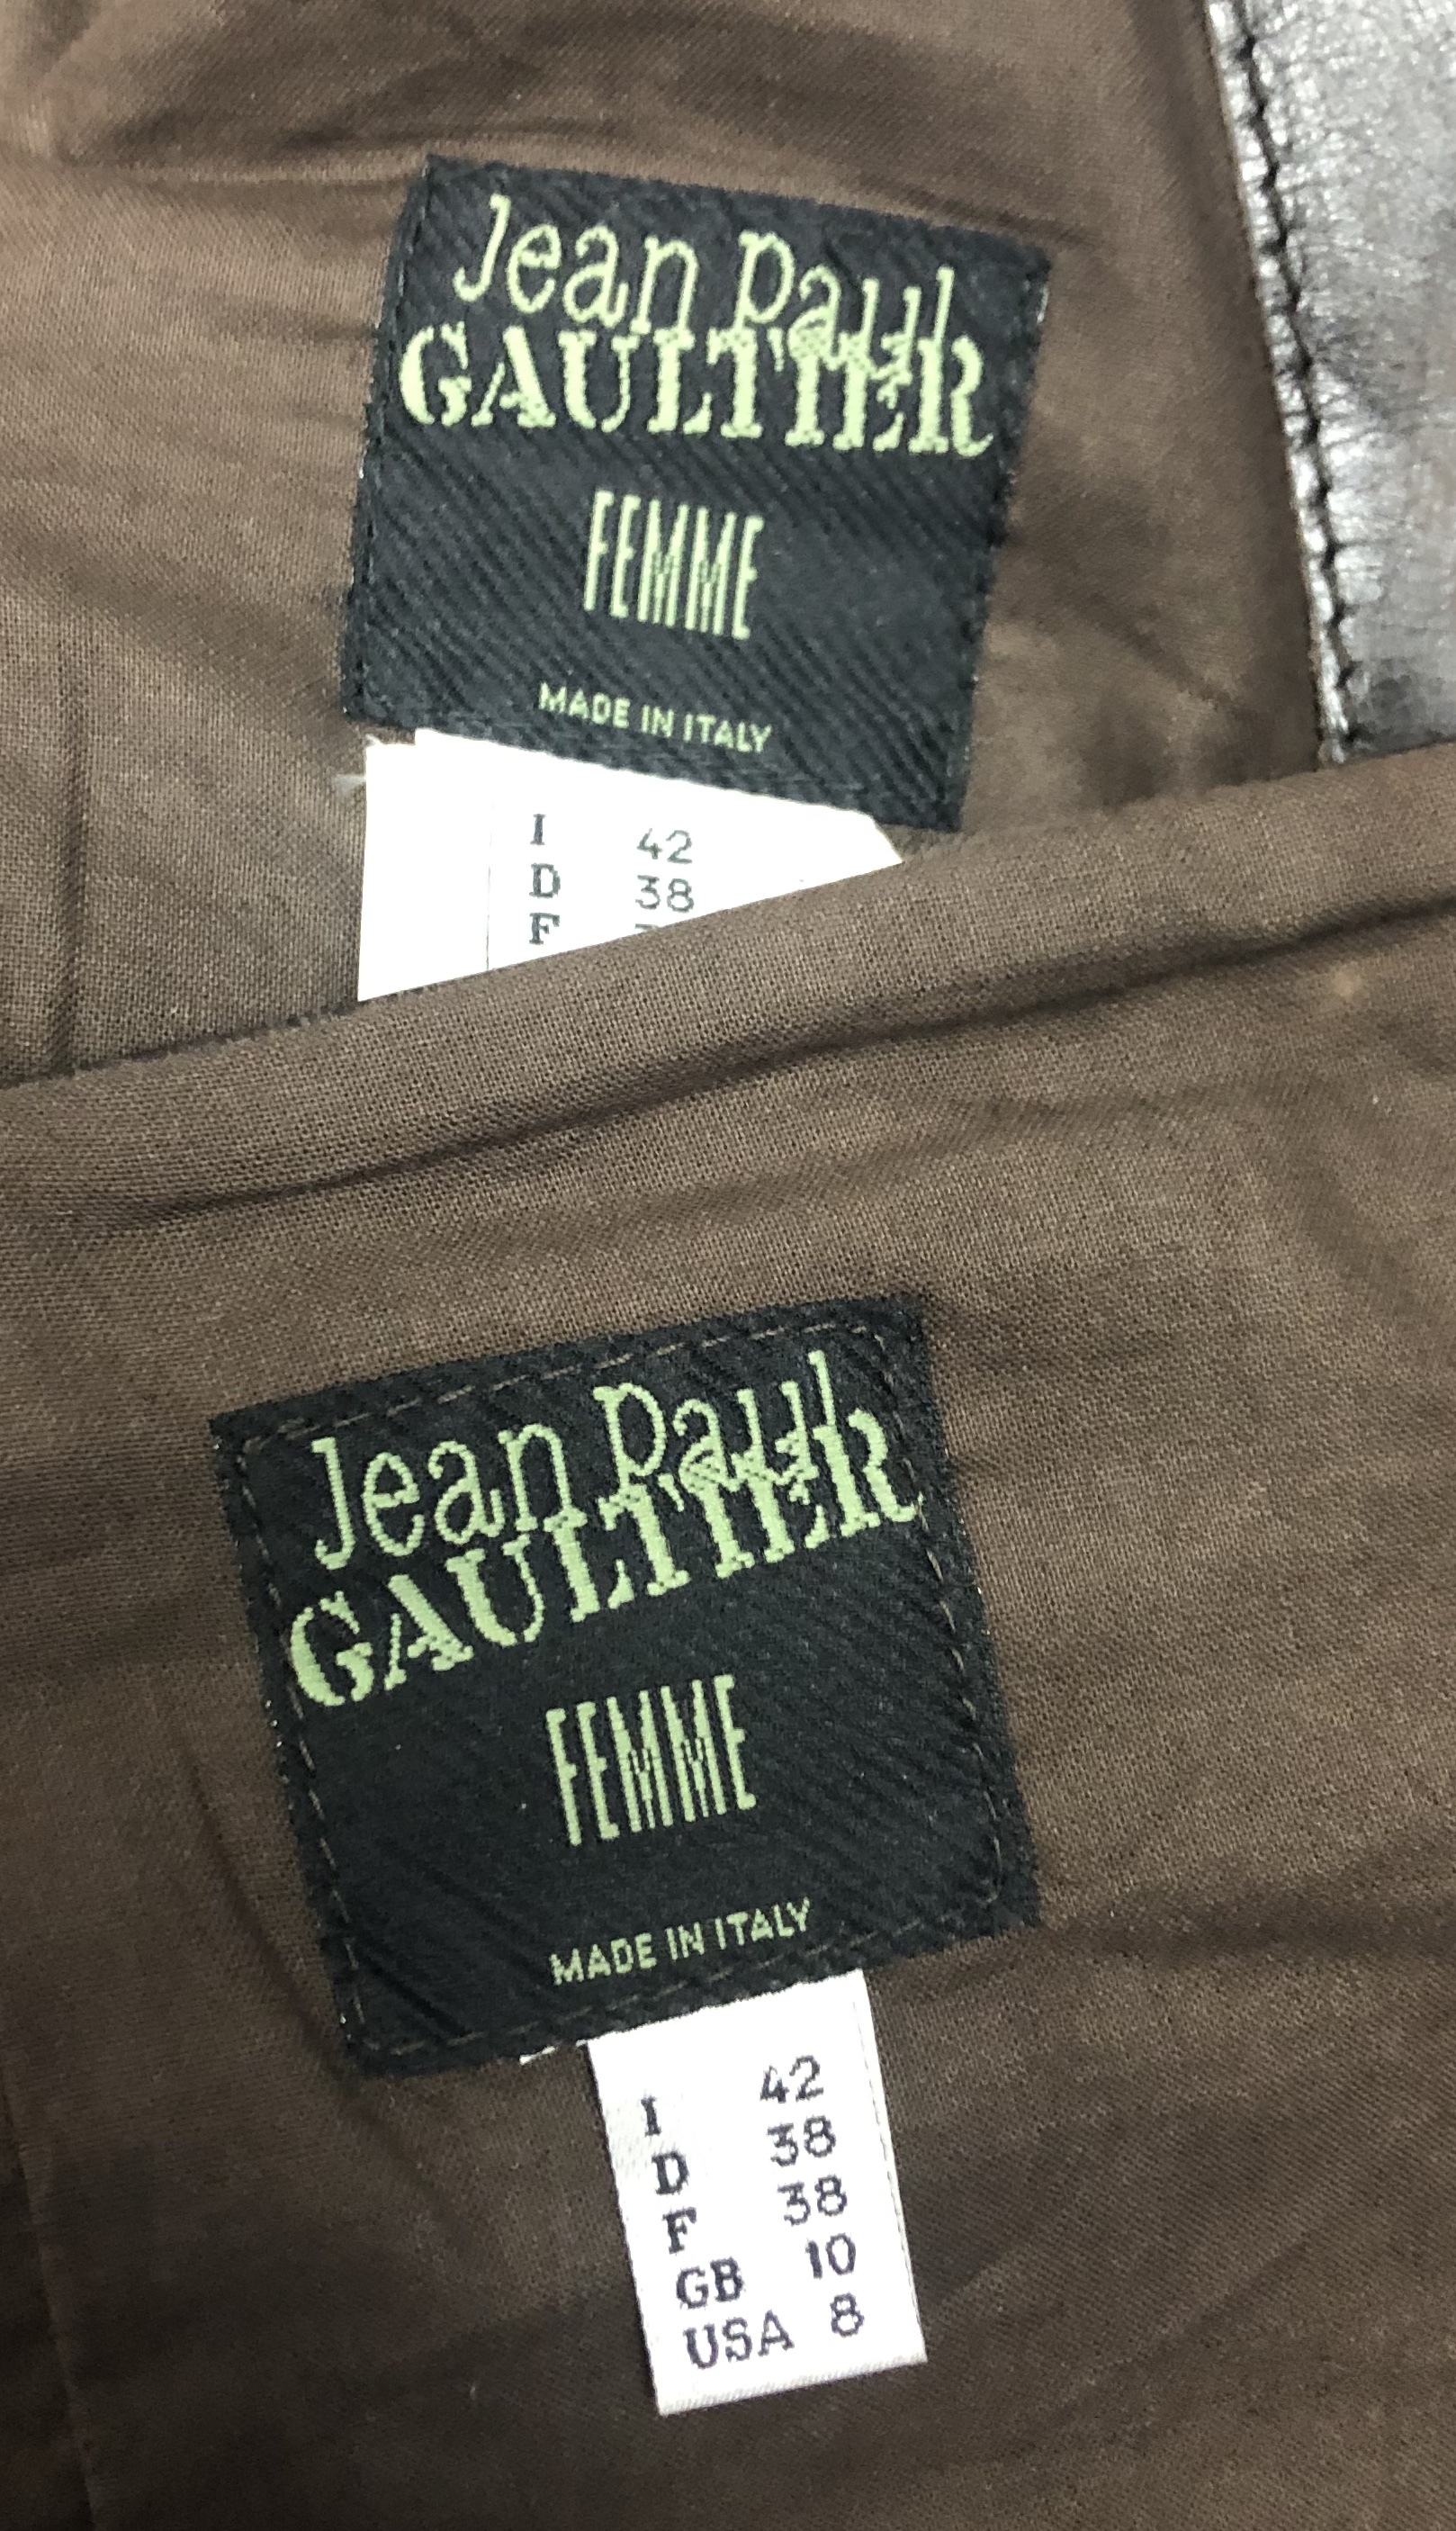 Jean Paul
GAULTIER
FEMME
MADE IN ITALY
I 42
D 38
F
Jean Paul
GAULTIER
FEMME
MADE IN ITALY
I 42
D 38
F 38
GB 10
USA 8